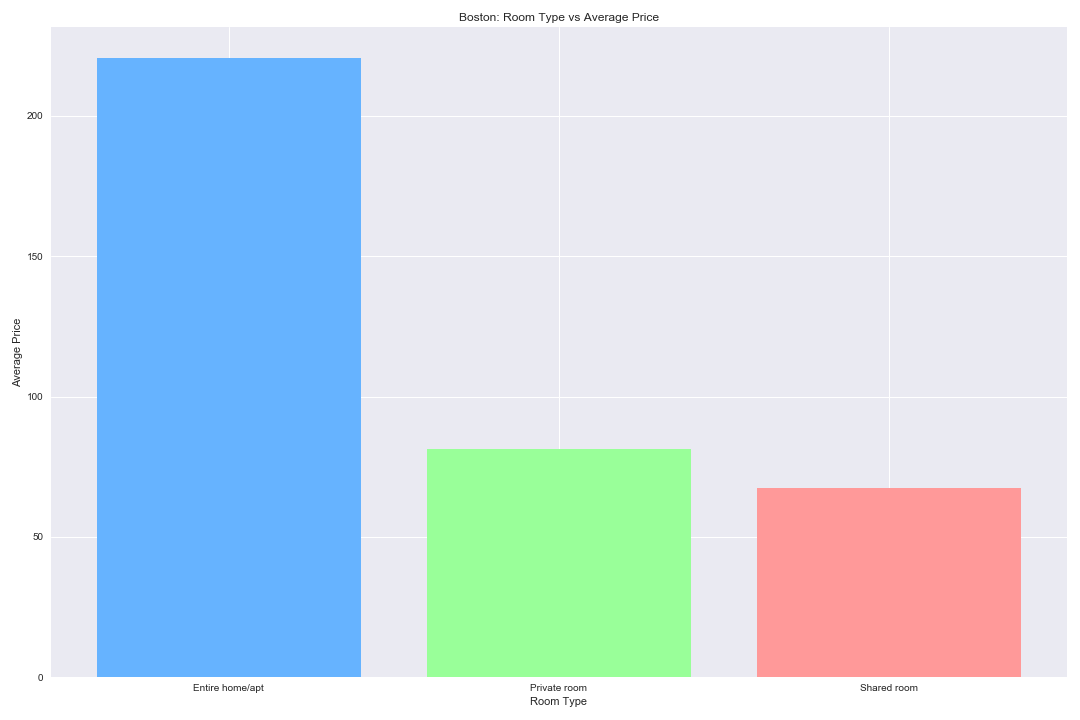 Boston: Room Type vs Average Price
Average Price
200
150
100
50
0
Entire home/apt
Private room
Shared room
Room Type